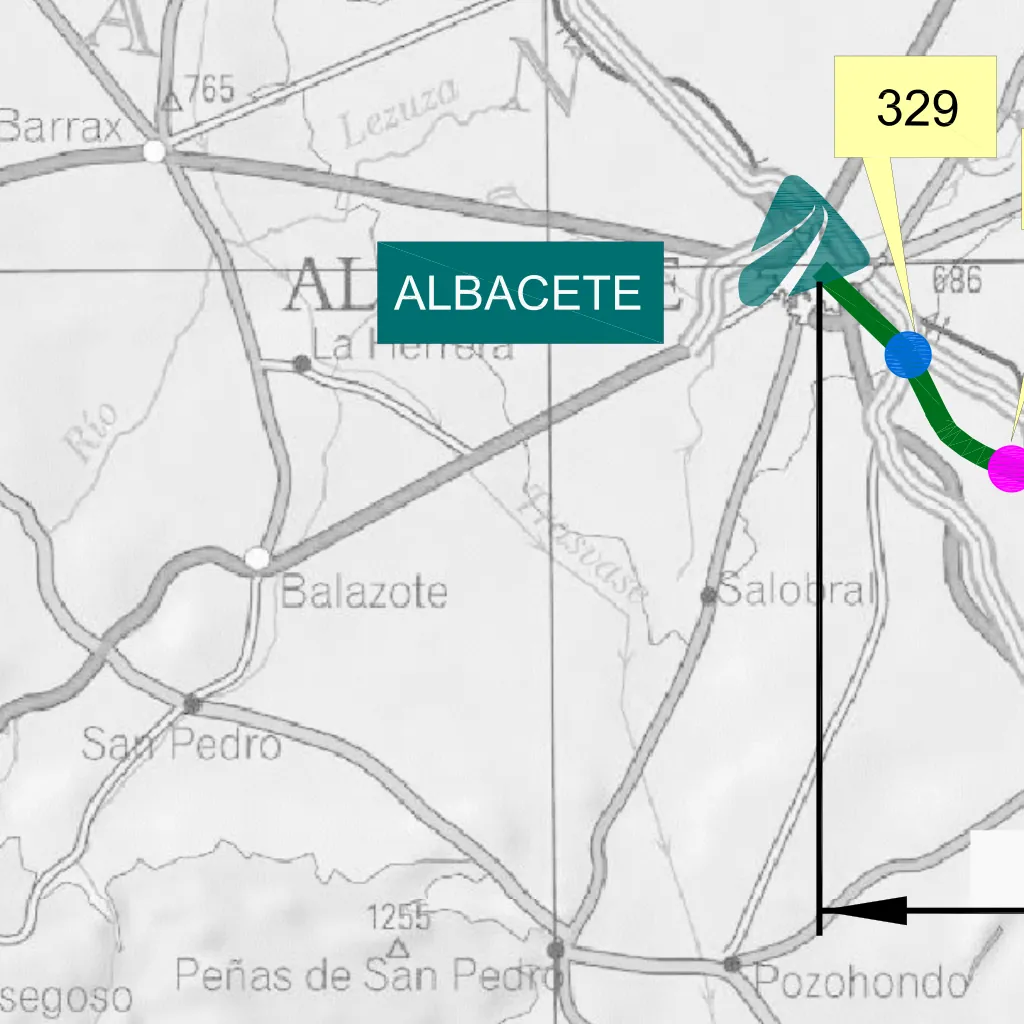 A
N
765
Lezuza
Barrax
329
ALBACETE
686
La Herrera
Río
Trasvase
Balazote
Salobral
San Pedro
1255
Peñas de San Pedro
Pozohondo
segoso